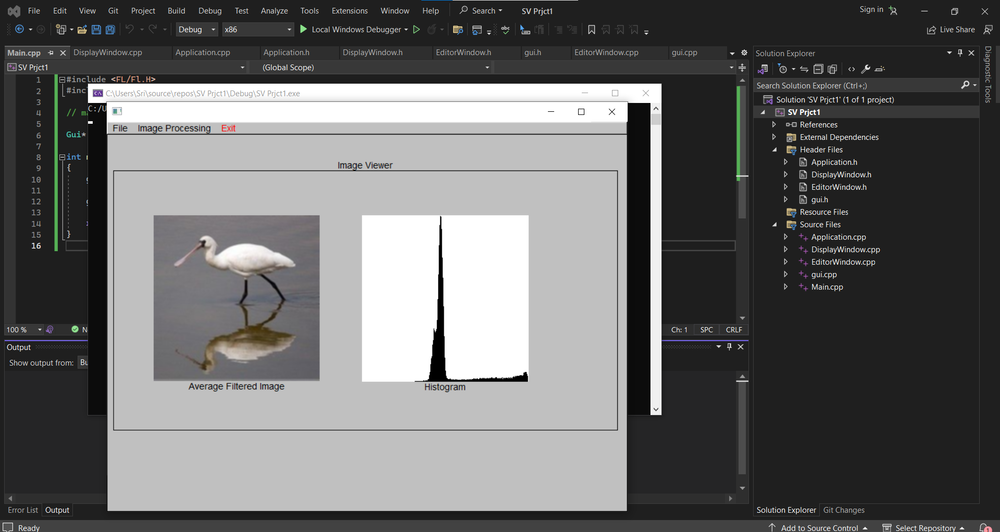 File Edit View Git Project Build Debug Test Analyze Tools Extensions Window Help Search SV Prjct1 Sign in
Debug x86 Local Windows Debugger Live Share
Main.cpp DisplayWindow.cpp Application.cpp Application.h DisplayWindow.h EditorWindow.h gui.h EditorWindow.cpp gui.cpp
SV Prjct1 (Global Scope)
1 #include <FL/Fl.H>
2 #incl
3
4 // m
5
6 Gui*
7
8 int
9 {
10
11
12
13
14
15 }
16
C:\Users\Sri\source\repos\SV Prjct1\Debug\SV Prjct1.exe
C:/U
File Image Processing Exit
Image Viewer
Average Filtered Image
Histogram
100 % N Ch: 1 SPC CRLF
Output
Show output from: Bu
Error List Output
Ready
Solution Explorer
Search Solution Explorer (Ctrl+;)
Solution 'SV Prjct1' (1 of 1 project)
SV Prjct1
References
External Dependencies
Header Files
Application.h
DisplayWindow.h
EditorWindow.h
gui.h
Resource Files
Source Files
Application.cpp
DisplayWindow.cpp
EditorWindow.cpp
gui.cpp
Main.cpp
Solution Explorer Git Changes
Diagnostic Tools
Add to Source Control Select Repository 1